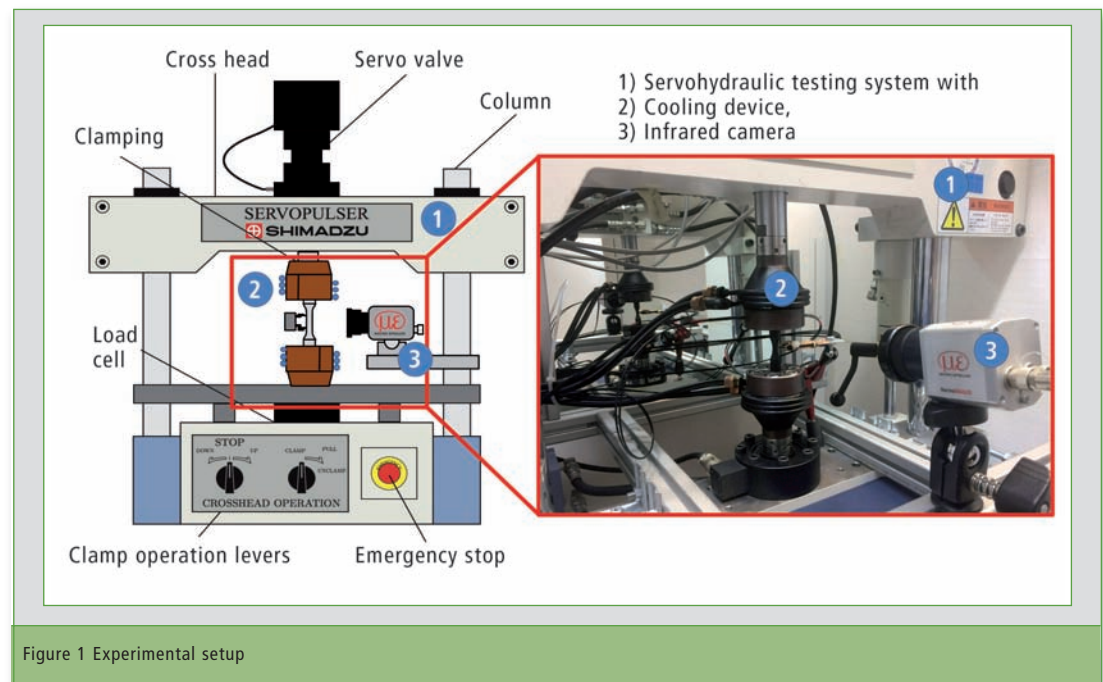 Cross head
Servo valve
Column
Clamping
1) Servohydraulic testing system with
2) Cooling device,
3) Infrared camera
SERVOPULSER
SHIMADZU
1
2
3
Load
cell
STOP
DOWN
UP
CLAMP
FULL
UNCLAMP
CROSSHEAD OPERATION
Clamp operation levers
Emergency stop
1
2
3
Figure 1 Experimental setup